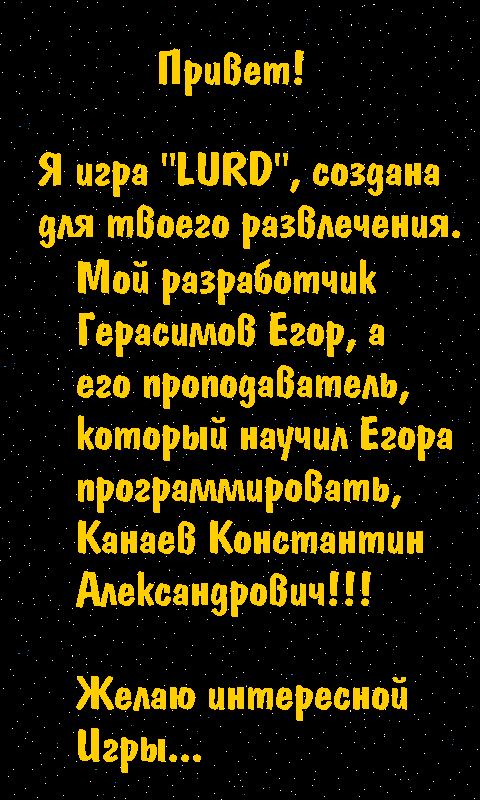 Привет!
Я игра "LURD", создана
для твоего развлечения.
Мой разработчик
Герасимов Егор, а
его проподаватель,
который научил Егора
программировать,
Канаев Константин
Александрович!!!
Желаю интересной
Игры...